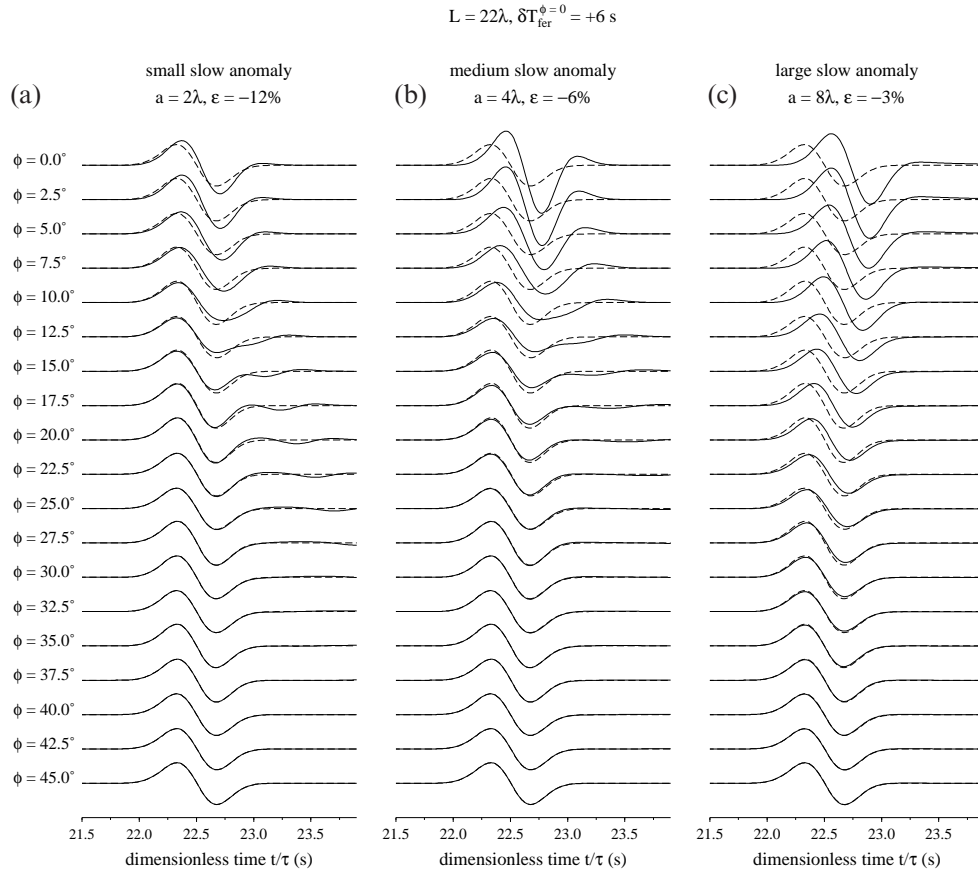 L = 22λ, δT_fer^{ϕ = 0} = +6 s
small slow anomaly
a = 2λ, ε = −12%
medium slow anomaly
a = 4λ, ε = −6%
large slow anomaly
a = 8λ, ε = −3%
(a)
(b)
(c)
ϕ = 0.0°
ϕ = 2.5°
ϕ = 5.0°
ϕ = 7.5°
ϕ = 10.0°
ϕ = 12.5°
ϕ = 15.0°
ϕ = 17.5°
ϕ = 20.0°
ϕ = 22.5°
ϕ = 25.0°
ϕ = 27.5°
ϕ = 30.0°
ϕ = 32.5°
ϕ = 35.0°
ϕ = 37.5°
ϕ = 40.0°
ϕ = 42.5°
ϕ = 45.0°
21.5 22.0 22.5 23.0 23.5
21.5 22.0 22.5 23.0 23.5
21.5 22.0 22.5 23.0 23.5
dimensionless time t/τ (s)
dimensionless time t/τ (s)
dimensionless time t/τ (s)